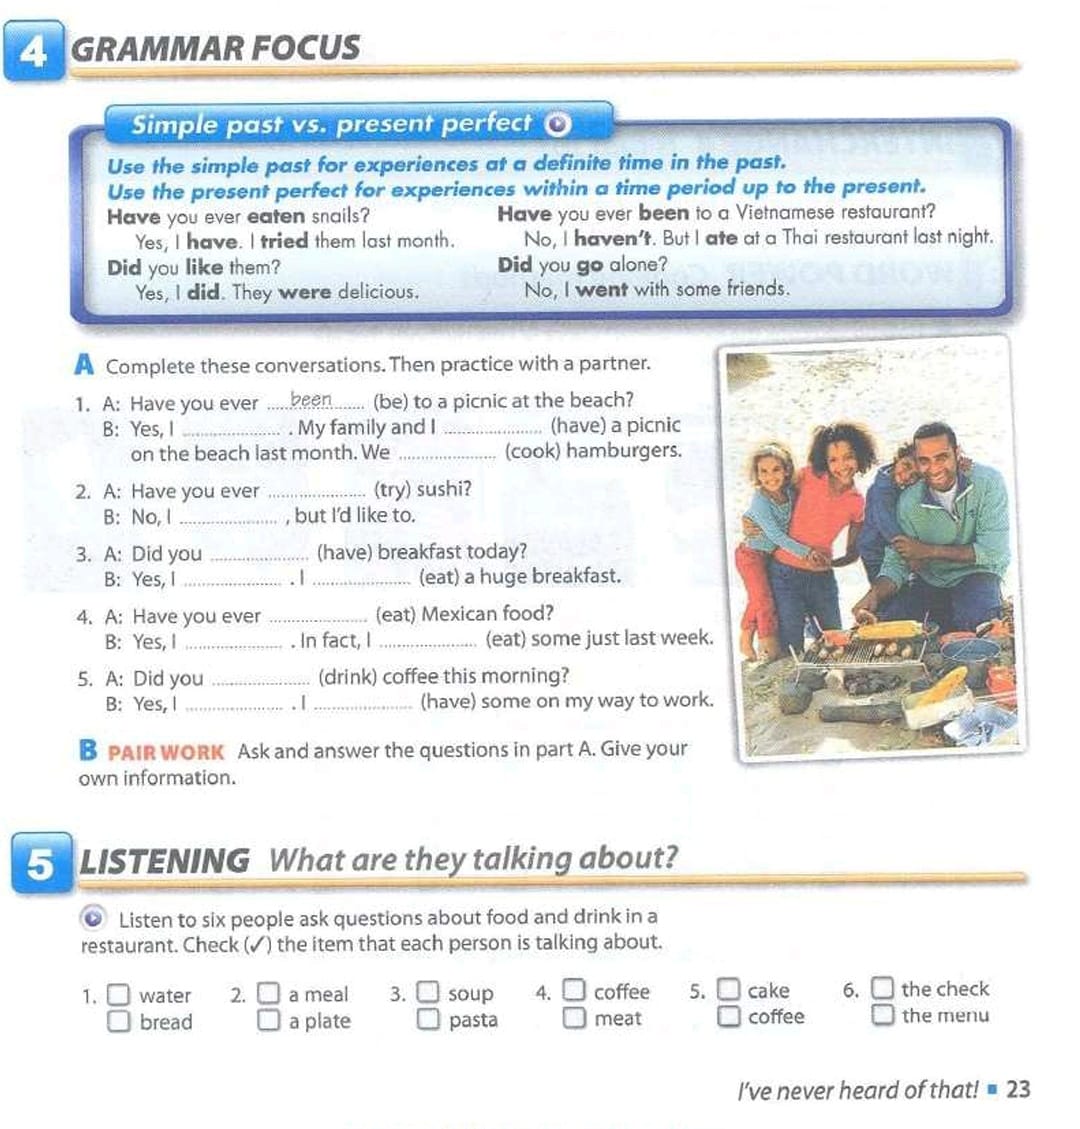 4 GRAMMAR FOCUS
Simple past vs. present perfect
Use the simple past for experiences at a definite time in the past.
Use the present perfect for experiences within a time period up to the present.
Have you ever eaten snails?
Yes, I have. I tried them last month.
Did you like them?
Yes, I did. They were delicious.
Have you ever been to a Vietnamese restaurant?
No, I haven't. But I ate at a Thai restaurant last night.
Did you go alone?
No, I went with some friends.
A Complete these conversations. Then practice with a partner.
1. A: Have you ever .....been...... (be) to a picnic at the beach?
B: Yes, I .................... . My family and I .................... (have) a picnic
on the beach last month. We .................... (cook) hamburgers.
2. A: Have you ever .................... (try) sushi?
B: No, I .................... , but I'd like to.
3. A: Did you .................... (have) breakfast today?
B: Yes, I .................... . I .................... (eat) a huge breakfast.
4. A: Have you ever .................... (eat) Mexican food?
B: Yes, I .................... . In fact, I .................... (eat) some just last week.
5. A: Did you .................... (drink) coffee this morning?
B: Yes, I .................... . I .................... (have) some on my way to work.
B PAIR WORK Ask and answer the questions in part A. Give your
own information.
5 LISTENING What are they talking about?
Listen to six people ask questions about food and drink in a
restaurant. Check (✓) the item that each person is talking about.
1. □ water 2. □ a meal 3. □ soup 4. □ coffee 5. □ cake 6. □ the check
□ bread □ a plate □ pasta □ meat □ coffee □ the menu
I've never heard of that! ▪ 23